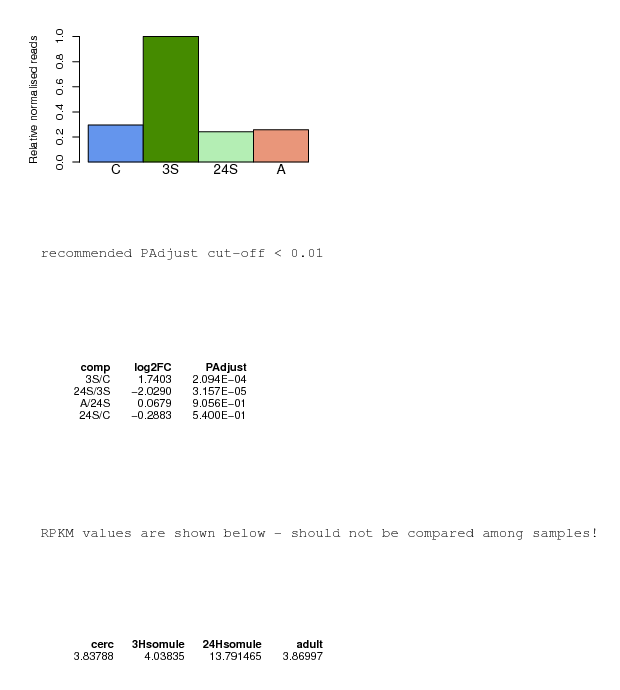 Relative normalised reads
1.0
0.8
0.6
0.4
0.2
0.0
C 3S 24S A
recommended PAdjust cut-off < 0.01
comp log2FC PAdjust
3S/C 1.7403 2.094E-04
24S/3S -2.0290 3.157E-05
A/24S 0.0679 9.056E-01
24S/C -0.2883 5.400E-01
RPKM values are shown below - should not be compared among samples!
cerc 3Hsomule 24Hsomule adult
3.83788 4.03835 13.791465 3.86997